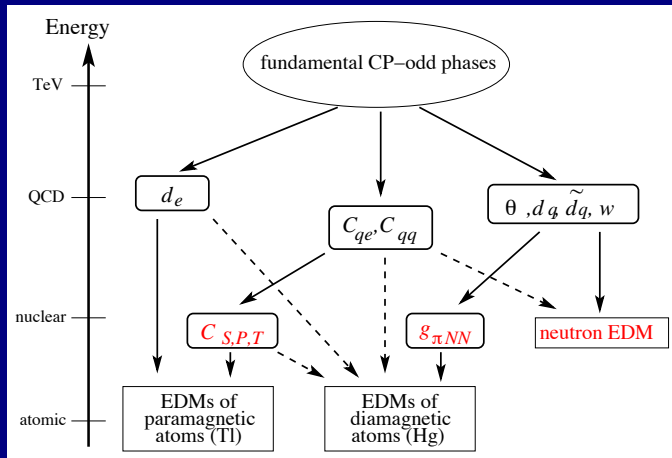 Energy
fundamental CP−odd phases
TeV
QCD
d_e
C_qe, C_qq
θ, d_q, d̃_q, w
nuclear
C_S,P,T
g_πNN
neutron EDM
EDMs of
paramagnetic
atoms (Tl)
EDMs of
diamagnetic
atoms (Hg)
atomic